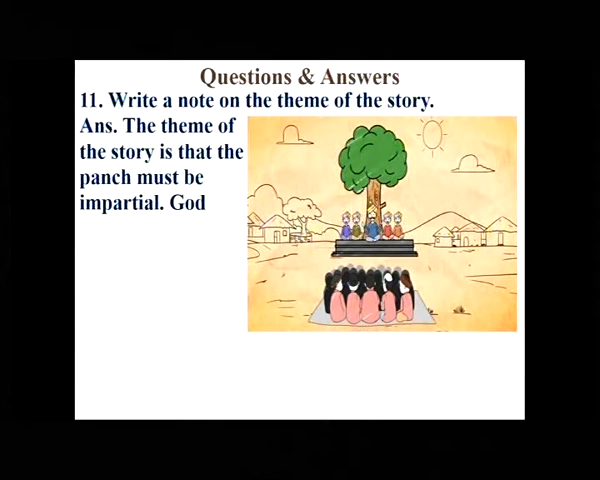 Questions & Answers
11. Write a note on the theme of the story.
Ans. The theme of
the story is that the
panch must be
impartial. God